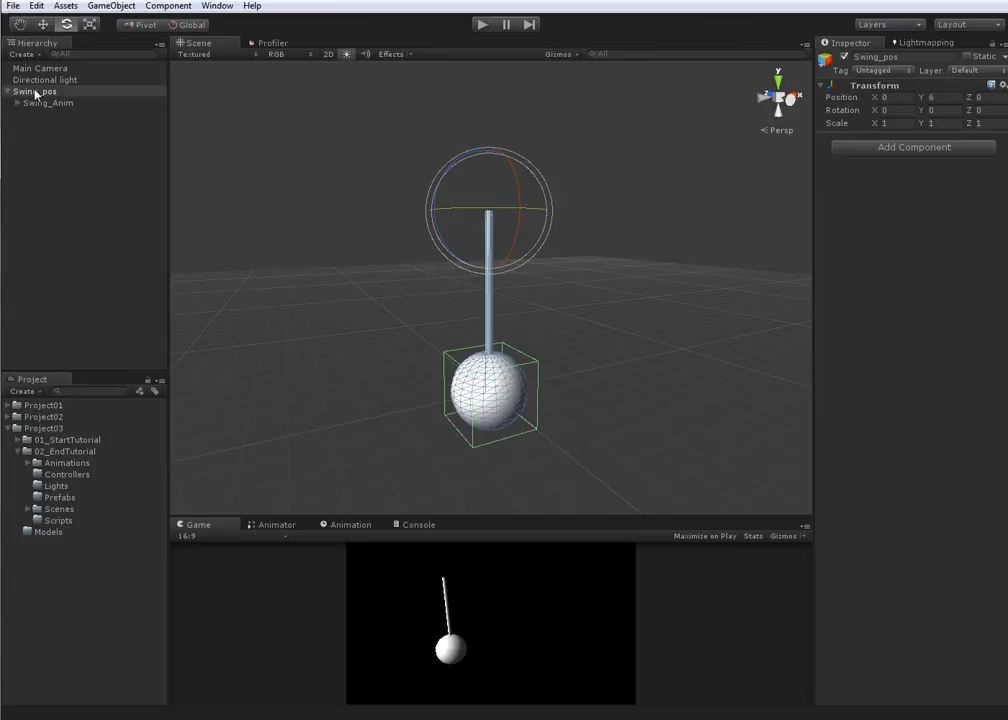 File Edit Assets GameObject Component Window Help
Pivot Global
Layers Layout
Hierarchy
Create All
Main Camera
Directional light
Swing_pos
Swing_Anim
Scene Profiler
Textured RGB 2D Effects Gizmos All
y
z x
Persp
Inspector Lightmapping
Swing_pos Static
Tag Untagged Layer Default
Transform
Position X 0 Y 6 Z 0
Rotation X 0 Y 0 Z 0
Scale X 1 Y 1 Z 1
Add Component
Project
Create
Project01
Project02
Project03
01_StartTutorial
02_EndTutorial
Animations
Controllers
Lights
Prefabs
Scenes
Scripts
Models
Game Animator Animation Console
16:9 Maximize on Play Stats Gizmos